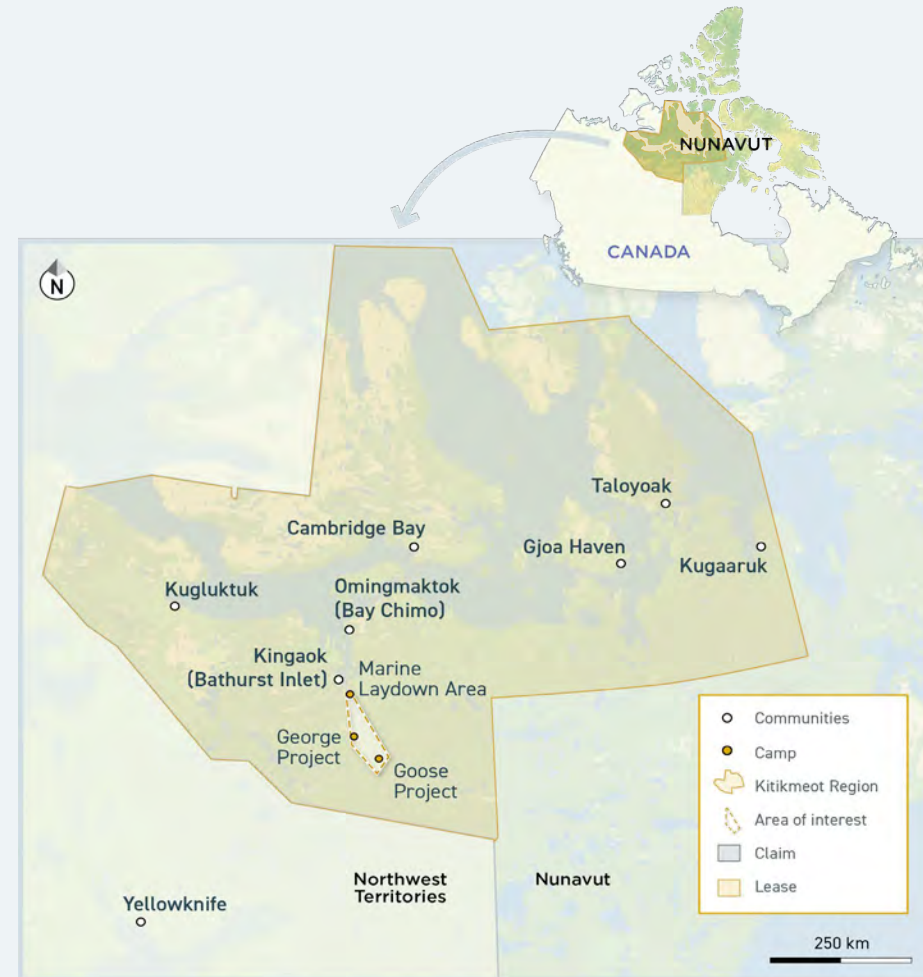 NUNAVUT
CANADA
N
Taloyoak
Cambridge Bay
Gjoa Haven
Kugaaruk
Kugluktuk
Omingmaktok
(Bay Chimo)
Kingaok
(Bathurst Inlet)
Marine
Laydown Area
George
Project
Goose
Project
Communities
Camp
Kitikmeot Region
Area of interest
Claim
Lease
Northwest
Territories
Nunavut
Yellowknife
250 km